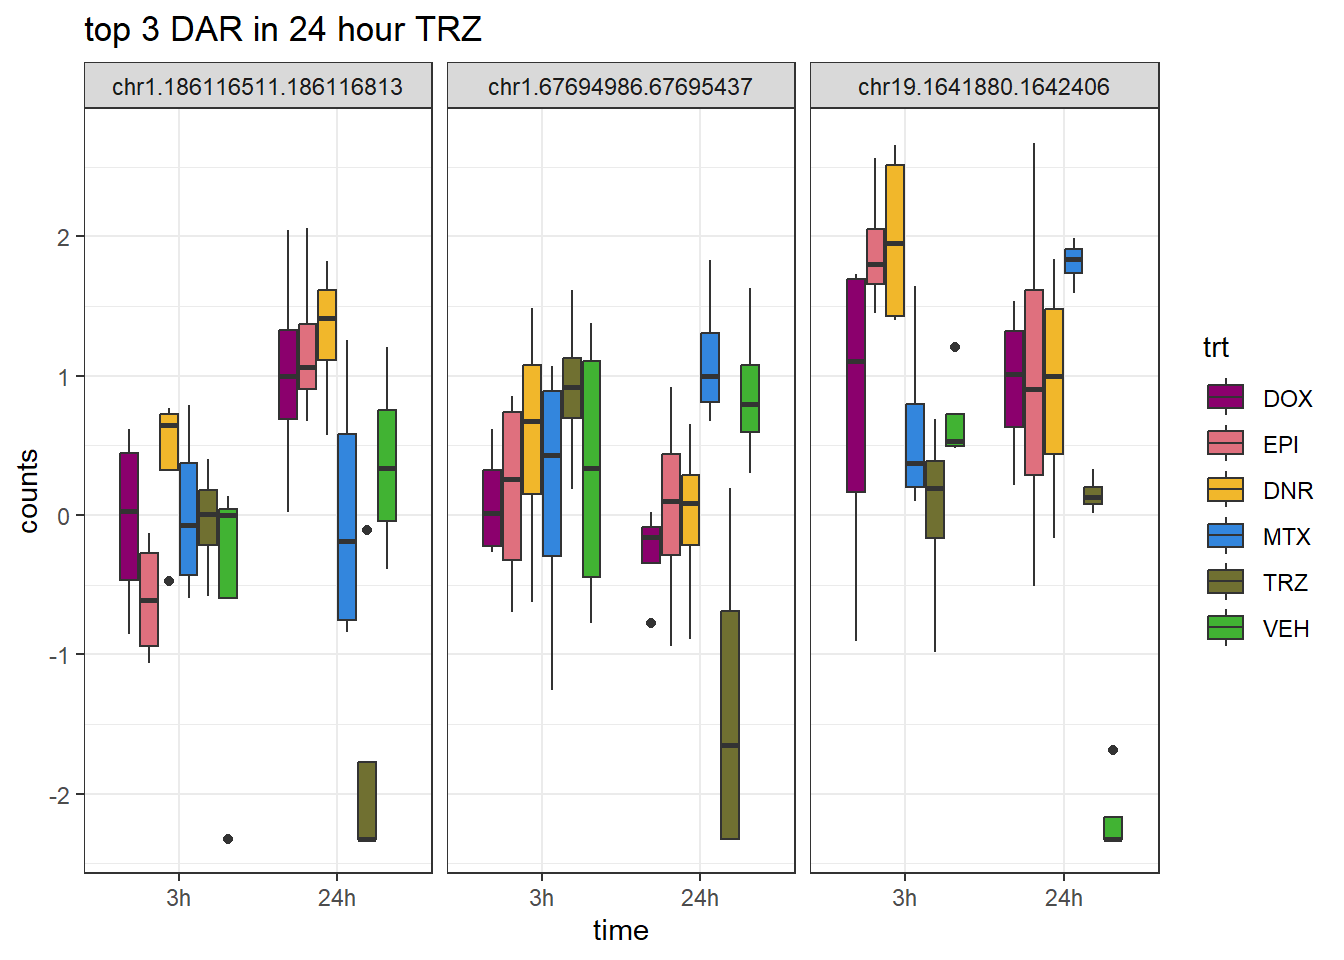 top 3 DAR in 24 hour TRZ
chr1.186116511.186116813
chr1.67694986.67695437
chr19.1641880.1642406
counts
2
1
0
-1
-2
3h
24h
3h
24h
3h
24h
time
trt
DOX
EPI
DNR
MTX
TRZ
VEH